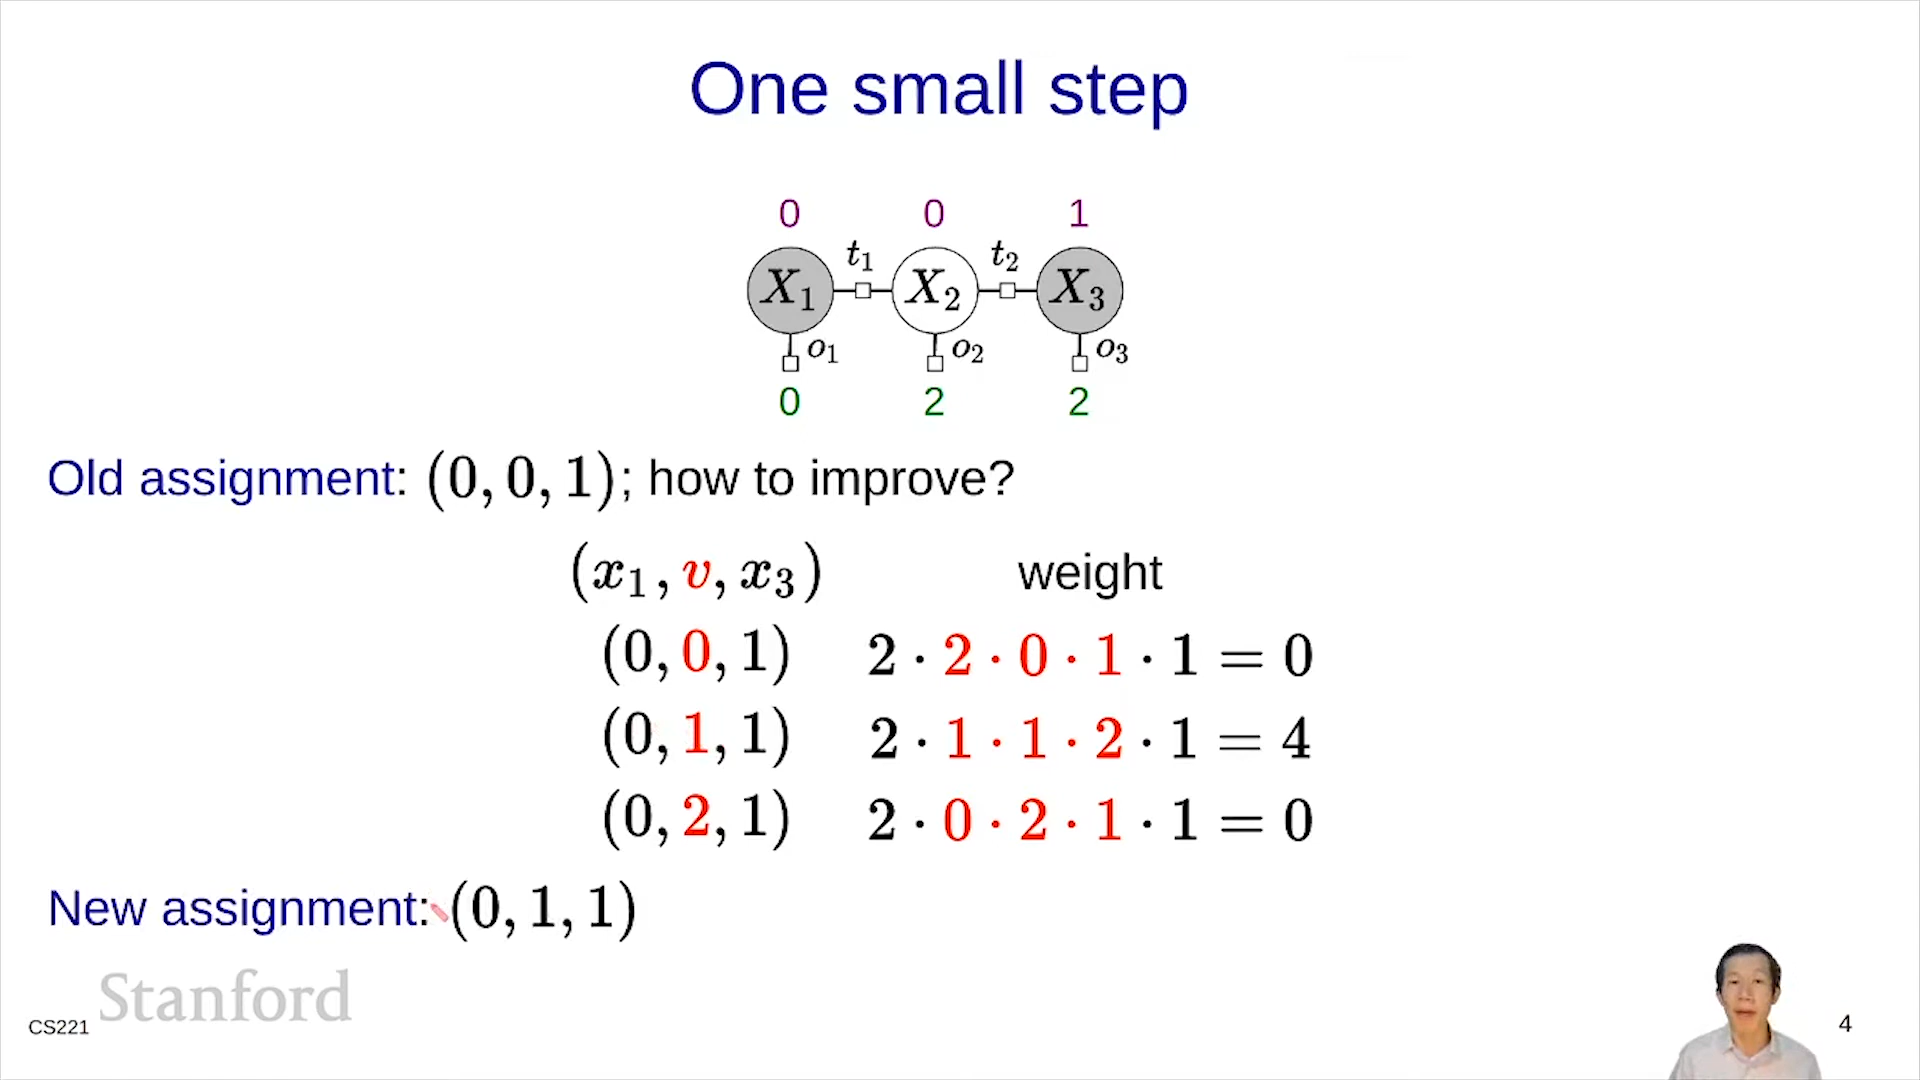 One small step
0 0 1
t₁ t₂
X₁ X₂ X₃
o₁ o₂ o₃
0 2 2
Old assignment: (0, 0, 1); how to improve?
(x₁, v, x₃) weight
(0, 0, 1) 2 · 2 · 0 · 1 · 1 = 0
(0, 1, 1) 2 · 1 · 1 · 2 · 1 = 4
(0, 2, 1) 2 · 0 · 2 · 1 · 1 = 0
New assignment: (0, 1, 1)
Stanford
CS221
4